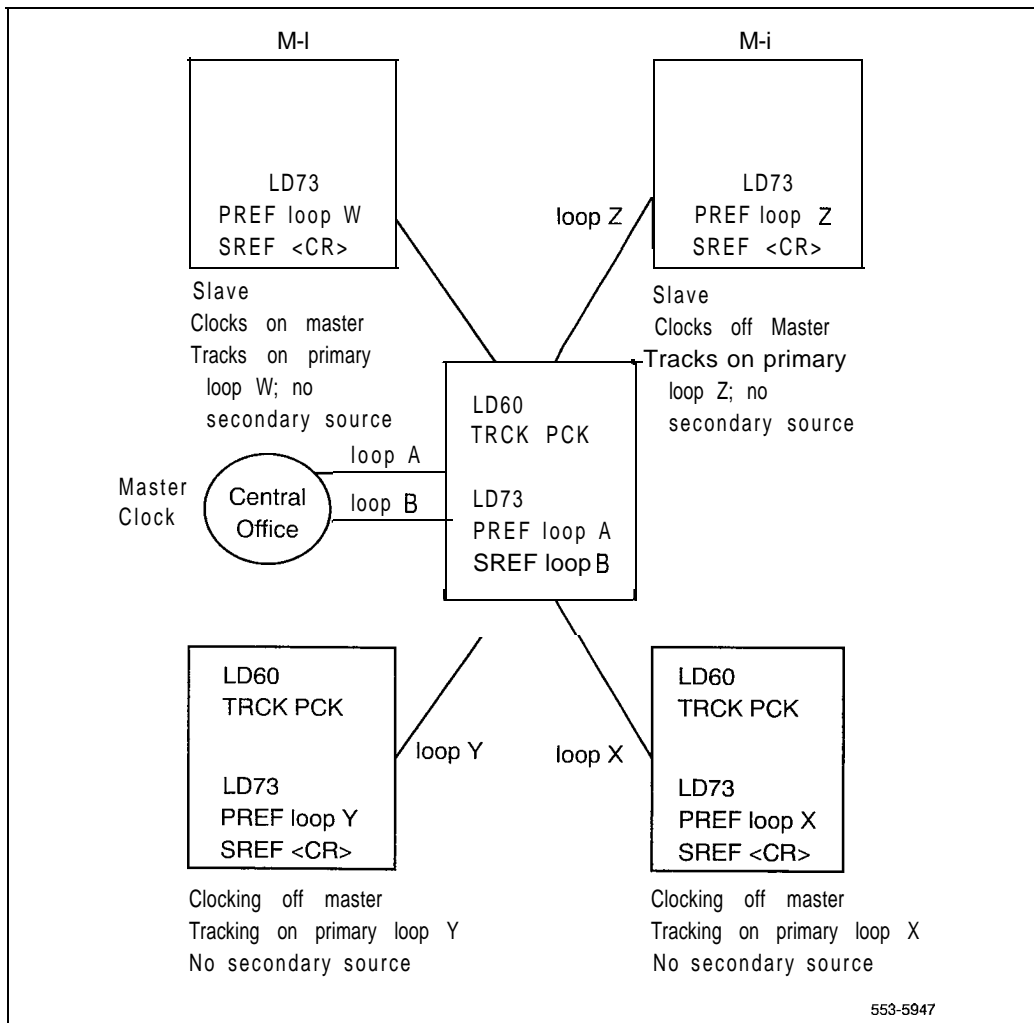 M-l
M-i
LD73
PREF loop W
SREF <CR>
loop Z
LD73
PREF loop Z
SREF <CR>
Slave
Clocks on master
Tracks on primary
loop W; no
secondary source
Slave
Clocks off Master
Tracks on primary
loop Z; no
secondary source
LD60
TRCK PCK
LD73
PREF loop A
SREF loop B
loop A
loop B
Master
Clock
Central
Office
LD60
TRCK PCK
LD73
PREF loop Y
SREF <CR>
loop Y
loop X
LD60
TRCK PCK
LD73
PREF loop X
SREF <CR>
Clocking off master
Tracking on primary loop Y
No secondary source
Clocking off master
Tracking on primary loop X
No secondary source
553-5947